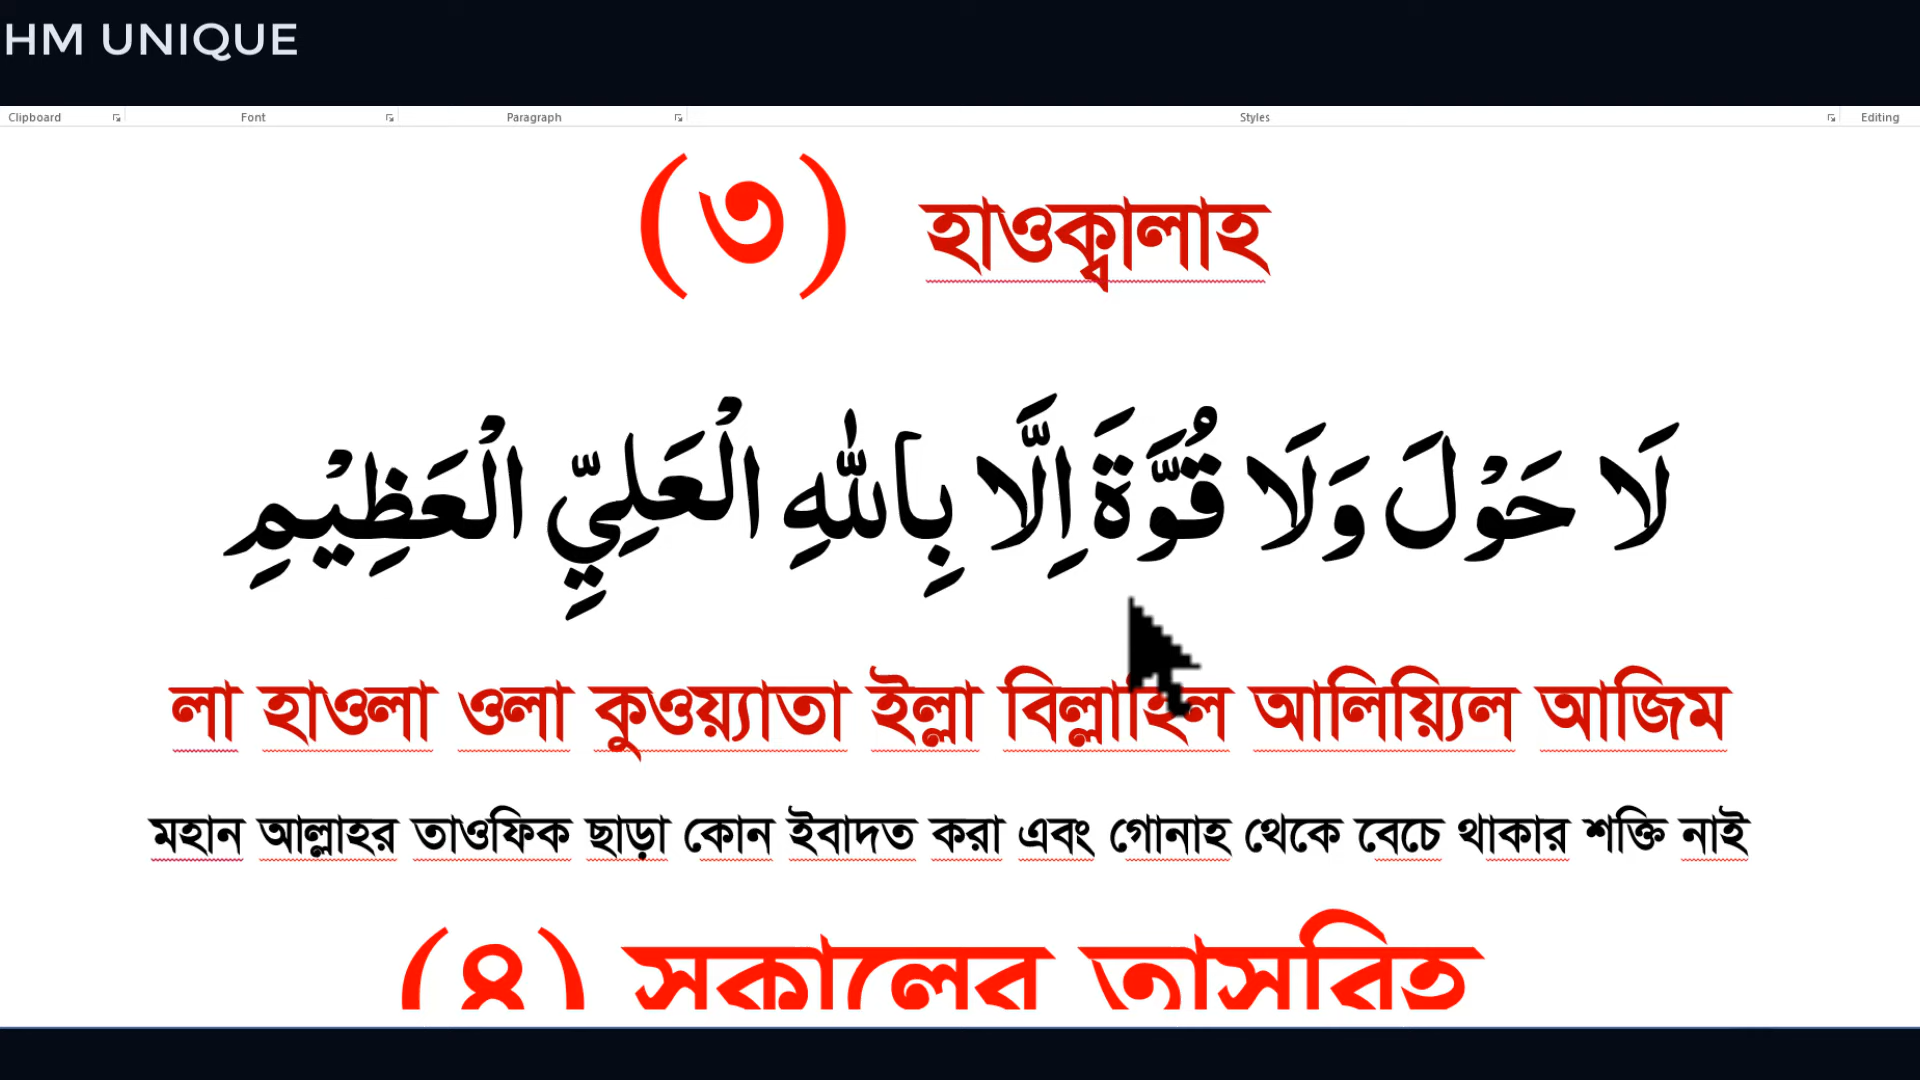 HM UNIQUE
Clipboard Font Paragraph Styles Editing
(৩) হাওক্বালাহ
لَا حَوْلَ وَلَا قُوَّةَ اِلَّا بِاللّٰهِ الْعَلِيِّ الْعَظِيْمِ
লা হাওলা ওলা কুওয়্যাতা ইল্লা বিল্লাহিল আলিয়্যিল আজিম
মহান আল্লাহর তাওফিক ছাড়া কোন ইবাদত করা এবং গোনাহ থেকে বেচে থাকার শক্তি নাই
(৪) সকালের তাসবিহ